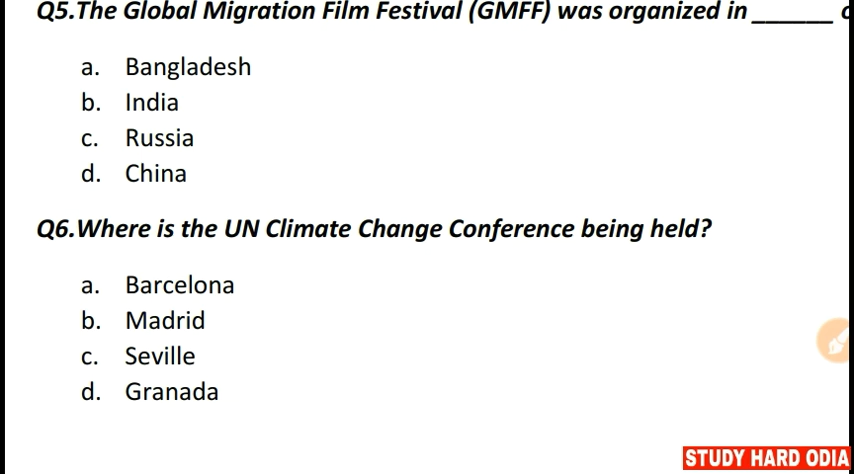 Q5.The Global Migration Film Festival (GMFF) was organized in ______
a. Bangladesh
b. India
c. Russia
d. China
Q6.Where is the UN Climate Change Conference being held?
a. Barcelona
b. Madrid
c. Seville
d. Granada
STUDY HARD ODIA